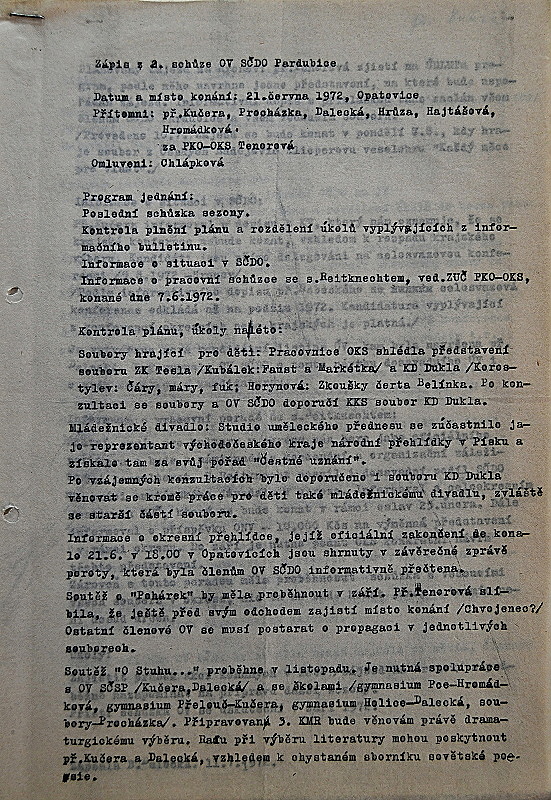 Zápis z 2. schůze OV SČDO Pardubice
Datum a místo konání: 21.června 1972, Opatovice
Přítomni: př.Kučera, Procházka, Dalecká, Hrůza, Hajtášová,
Hromádková.
za PKO-OKS Tenorová
Omluveni: Chlápková
Program jednání:
Poslední schůzka sezony.
Kontrola plnění plánu a rozdělení úkolů vyplývajících z infor-
mačního bulletinu.
Informace o situaci v SČDO.
Informace o pracovní schůzce se s.Reitknechtem, ved.ZUČ PKO-OKS,
konané dne 7.6.1972.
Kontrola plánu, úkoly na léto:
Soubory hrající pro děti: Pracovnice OKS shlédla představení
souboru ZK Tesla /Kubálek:Faust a Markétka/ a KD Dukla /Koros-
tylev: Čáry, máry, fuk; Horynová: Zkoušky čerta Belínka. Po kon-
zultaci se soubory a OV SČDO doporučí KKS soubor KD Dukla.
Mládežnické divadlo: Studio uměleckého přednesu se zúčastnilo ja-
jo reprezentant východočeského kraje národní přehlídky v Písku a
získalo tam za svůj pořad "Čestné uznání".
Po vzájemných konzultacích bylo doporučeno i souboru KD Dukla
věnovat se kromě práce pro děti také mládežnickému divadlu, zvláště
se starší částí souboru.
Informace o okresní přehlídce, jejíž oficiální zakončení se kona-
lo 21.6. v 18.00 v Opatovicích jsou shrnuty v závěrečné zprávě
poroty, která byla členům OV SČDO informativně přečtena.
Soutěž o "Pohárek" by měla proběhnout v září. Př.Tenorová slí-
bila, že ještě před svým odchodem zajistí místo konání /Chvojenec?/
Ostatní členové OV se musí postarat o propagaci v jednotlivých
souborech.
Soutěž "O Stuhu..." proběhne v listopadu. Je nutná spolupráce
s OV SČSP /Kučera,Dalecká/ a se školami /gymnasium Pce-Hromád-
ková, gymnasium Přelouč-Kučera, gymnasium Holice-Dalecká, sou-
bory-Procházka/. Připravovaná 3. KMR bude věnovám právě drama-
turgickému výběru. Radu při výběru literatury mohou poskytnout
př.Kučera a Dalecká, vzhledem k chystaném sborníku sovětské poe-
sie.